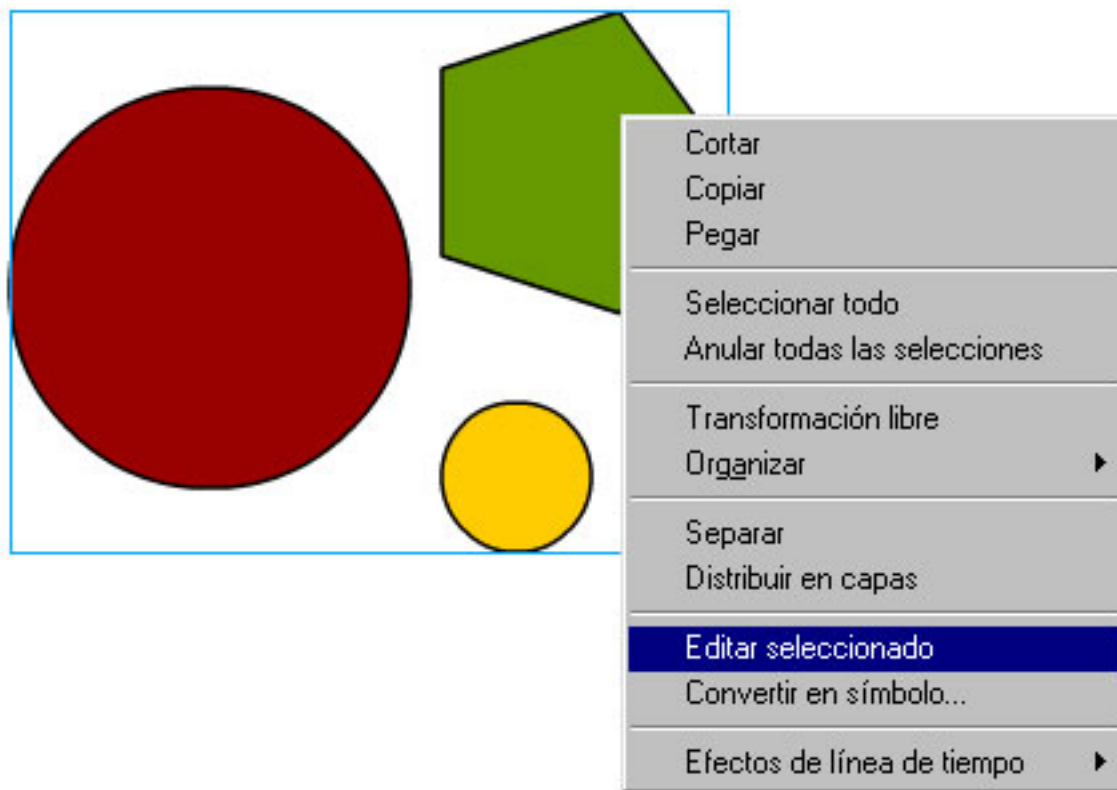 Cortar
Copiar
Pegar
Seleccionar todo
Anular todas las selecciones
Transformación libre
Organizar
Separar
Distribuir en capas
Editar seleccionado
Convertir en símbolo...
Efectos de línea de tiempo